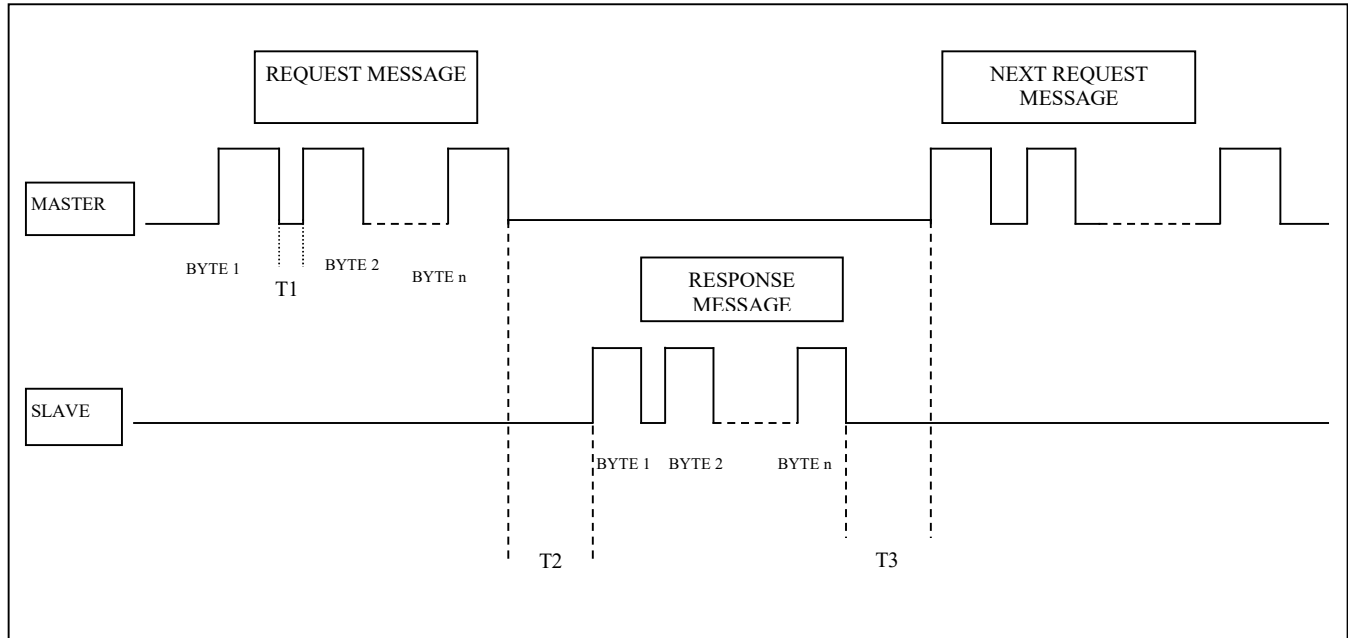 REQUEST MESSAGE
NEXT REQUEST
MESSAGE
MASTER
BYTE 1
T1
BYTE 2
BYTE n
RESPONSE
MESSAGE
SLAVE
BYTE 1
BYTE 2
BYTE n
T2
T3